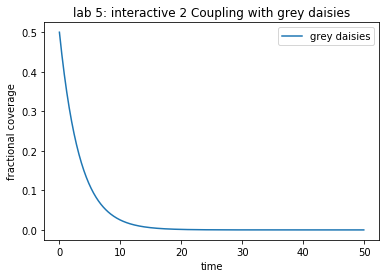 lab 5: interactive 2 Coupling with grey daisies
grey daisies
fractional coverage
0.5
0.4
0.3
0.2
0.1
0.0
0 10 20 30 40 50
time